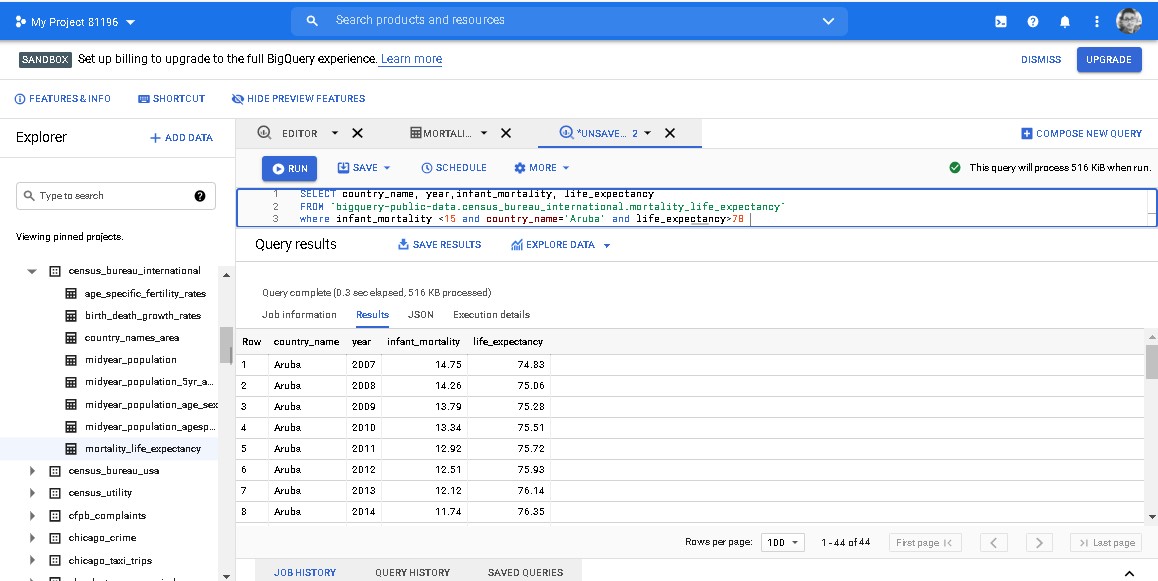 My Project 81196
Search products and resources
SANDBOX Set up billing to upgrade to the full BigQuery experience. Learn more DISMISS UPGRADE
FEATURES & INFO SHORTCUT HIDE PREVIEW FEATURES
Explorer + ADD DATA
Type to search
Viewing pinned projects.
census_bureau_international
age_specific_fertility_rates
birth_death_growth_rates
country_names_area
midyear_population
midyear_population_5yr_a...
midyear_population_age_sex
midyear_population_agesp...
mortality_life_expectancy
census_bureau_usa
census_utility
cfpb_complaints
chicago_crime
chicago_taxi_trips
EDITOR MORTALI... *UNSAVE... 2 COMPOSE NEW QUERY
RUN SAVE SCHEDULE MORE This query will process 516 KiB when run.
1 SELECT country_name, year,infant_mortality, life_expectancy
2 FROM `bigquery-public-data.census_bureau_international.mortality_life_expectancy`
3 where infant_mortality <15 and country_name='Aruba' and life_expectancy>78
Query results SAVE RESULTS EXPLORE DATA
Query complete (0.3 sec elapsed, 516 KB processed)
Job information Results JSON Execution details
Row country_name year infant_mortality life_expectancy
1 Aruba 2007 14.75 74.83
2 Aruba 2008 14.26 75.06
3 Aruba 2009 13.79 75.28
4 Aruba 2010 13.34 75.51
5 Aruba 2011 12.92 75.72
6 Aruba 2012 12.51 75.93
7 Aruba 2013 12.12 76.14
8 Aruba 2014 11.74 76.35
Rows per page: 100 1 - 44 of 44 First page Last page
JOB HISTORY QUERY HISTORY SAVED QUERIES